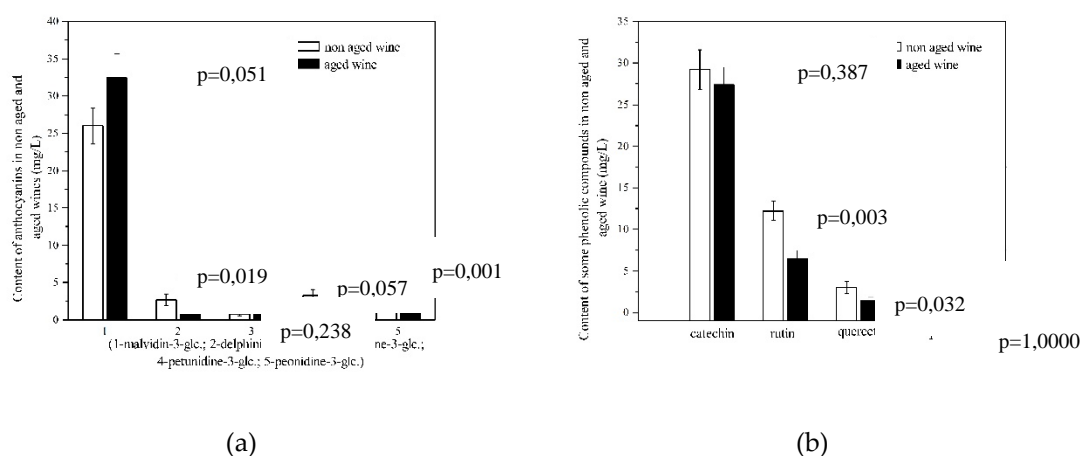 40
35
30
25
20
15
10
5
0
Content of anthocyanins in non aged and
aged wines (mg/L)
non aged wine
aged wine
p=0,051
p=0,019
p=0,057
p=0,001
p=0,238
1 2 3 5
(1-malvidin-3-glc.; 2-delphini ne-3-glc.;
4-petunidine-3-glc.; 5-peonidine-3-glc.)
(a)
35
30
25
20
15
10
5
0
Content of some phenolic compounds in non aged and
aged wine (mg/L)
non aged wine
aged wine
p=0,387
p=0,003
p=0,032
p=1,0000
catechin rutin quercet
(b)